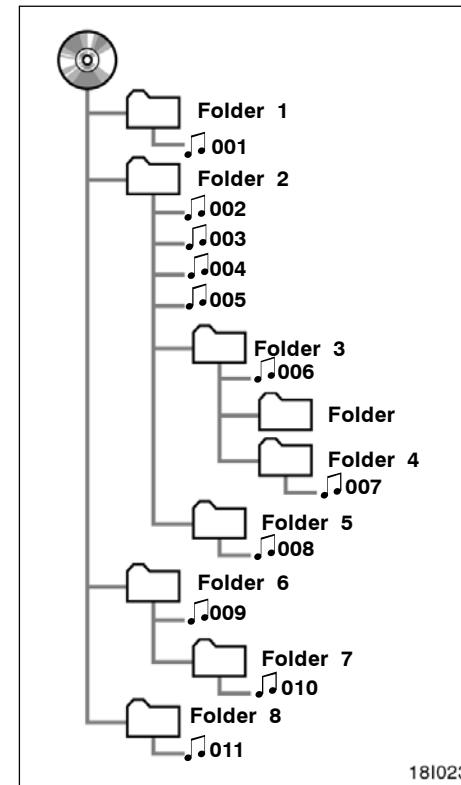 Folder 1
001
Folder 2
002
003
004
005
Folder 3
006
Folder
Folder 4
007
Folder 5
008
Folder 6
009
Folder 7
010
Folder 8
011
18I023